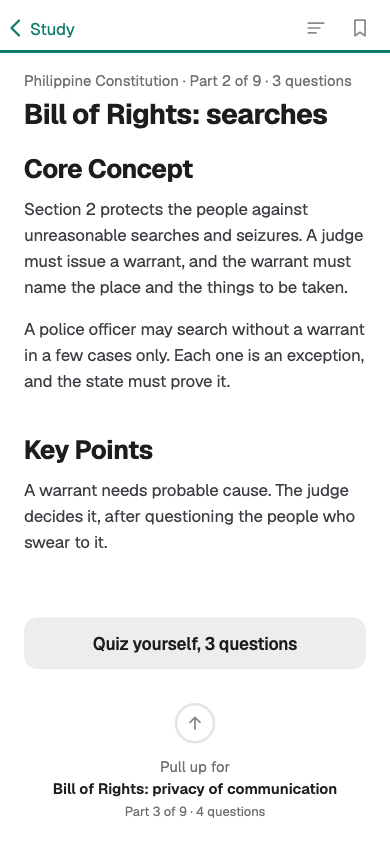 Study
Philippine Constitution · Part 2 of 9 · 3 questions
Bill of Rights: searches
Core Concept
Section 2 protects the people against
unreasonable searches and seizures. A judge
must issue a warrant, and the warrant must
name the place and the things to be taken.
A police officer may search without a warrant
in a few cases only. Each one is an exception,
and the state must prove it.
Key Points
A warrant needs probable cause. The judge
decides it, after questioning the people who
swear to it.
Quiz yourself, 3 questions
Pull up for
Bill of Rights: privacy of communication
Part 3 of 9 · 4 questions